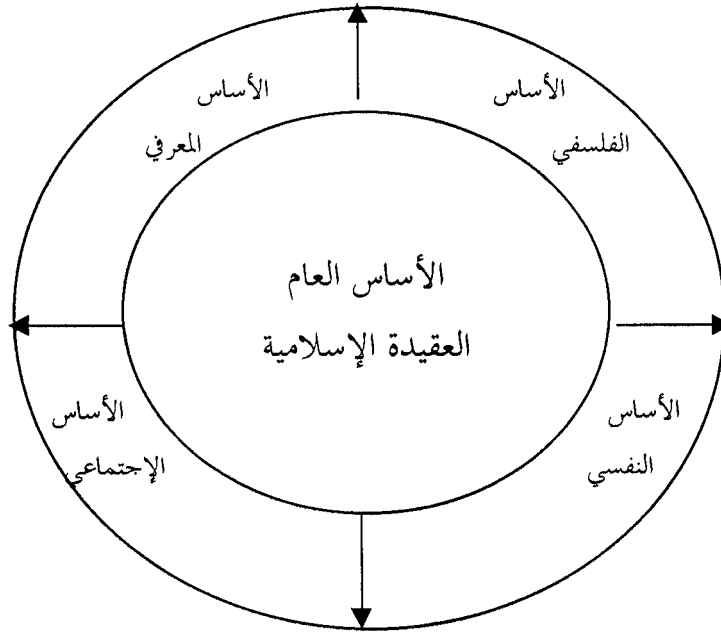 الأساس
الفلسفي
الأساس
المعرفي
الأساس العام
العقيدة الإسلامية
الأساس
النفسي
الأساس
الإجتماعي